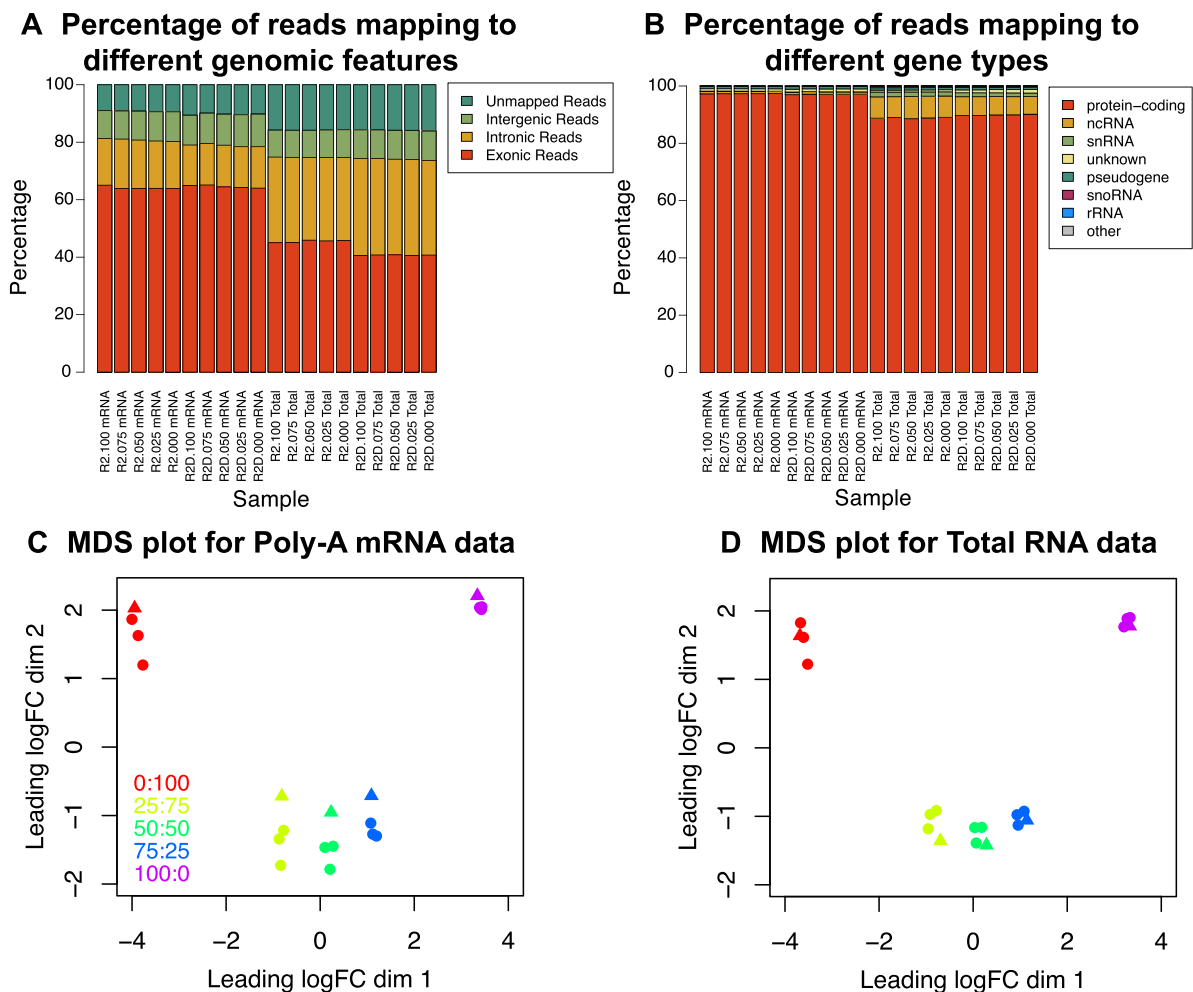 A Percentage of reads mapping to
different genomic features
100
80
60
40
20
0
Percentage
Unmapped Reads
Intergenic Reads
Intronic Reads
Exonic Reads
R2.100 mRNA
R2.075 mRNA
R2.050 mRNA
R2.025 mRNA
R2.000 mRNA
R2D.100 mRNA
R2D.075 mRNA
R2D.050 mRNA
R2D.025 mRNA
R2D.000 mRNA
R2.100 Total
R2.075 Total
R2.050 Total
R2.025 Total
R2.000 Total
R2D.100 Total
R2D.075 Total
R2D.050 Total
R2D.025 Total
R2D.000 Total
Sample
B Percentage of reads mapping to
different gene types
100
80
60
40
20
0
Percentage
protein-coding
ncRNA
snRNA
unknown
pseudogene
snoRNA
rRNA
other
R2.100 mRNA
R2.075 mRNA
R2.050 mRNA
R2.025 mRNA
R2.000 mRNA
R2D.100 mRNA
R2D.075 mRNA
R2D.050 mRNA
R2D.025 mRNA
R2D.000 mRNA
R2.100 Total
R2.075 Total
R2.050 Total
R2.025 Total
R2.000 Total
R2D.100 Total
R2D.075 Total
R2D.050 Total
R2D.025 Total
R2D.000 Total
Sample
C MDS plot for Poly-A mRNA data
2
1
0
−1
−2
Leading logFC dim 2
0:100
25:75
50:50
75:25
100:0
−4 −2 0 2 4
Leading logFC dim 1
D MDS plot for Total RNA data
2
1
0
−1
−2
Leading logFC dim 2
−4 −2 0 2 4
Leading logFC dim 1